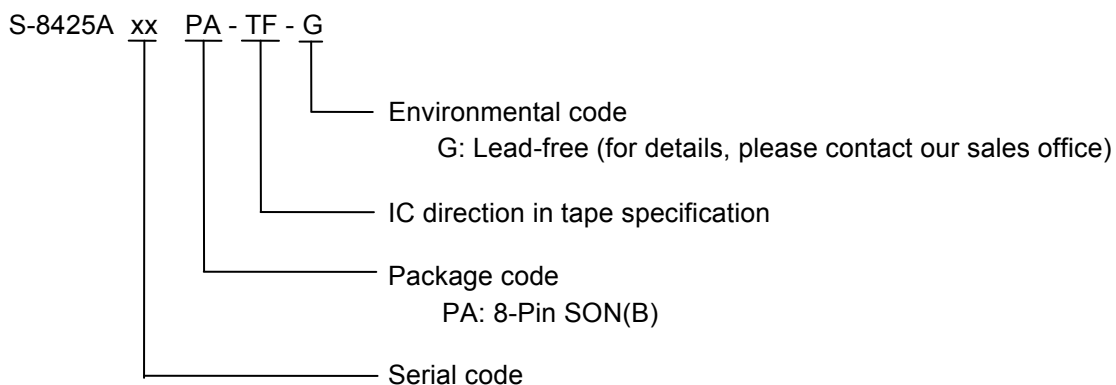 S-8425A xx PA - TF - G
Environmental code
G: Lead-free (for details, please contact our sales office)
IC direction in tape specification
Package code
PA: 8-Pin SON(B)
Serial code